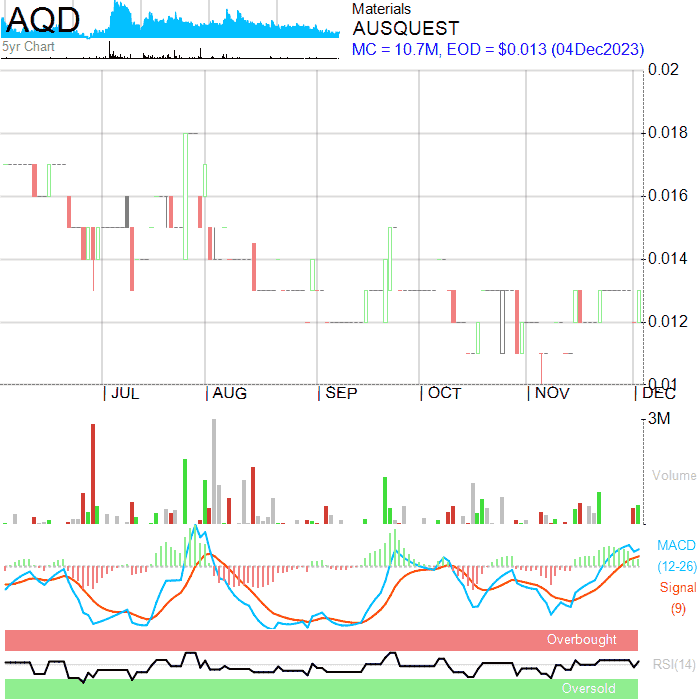 AQD
5yr Chart
Materials
AUSQUEST
MC = 10.7M, EOD = $0.013 (04Dec2023)
0.02
0.018
0.016
0.014
0.012
0.01
JUL
AUG
SEP
OCT
NOV
DEC
3M
Volume
MACD
(12-26)
Signal
(9)
Overbought
RSI(14)
Oversold